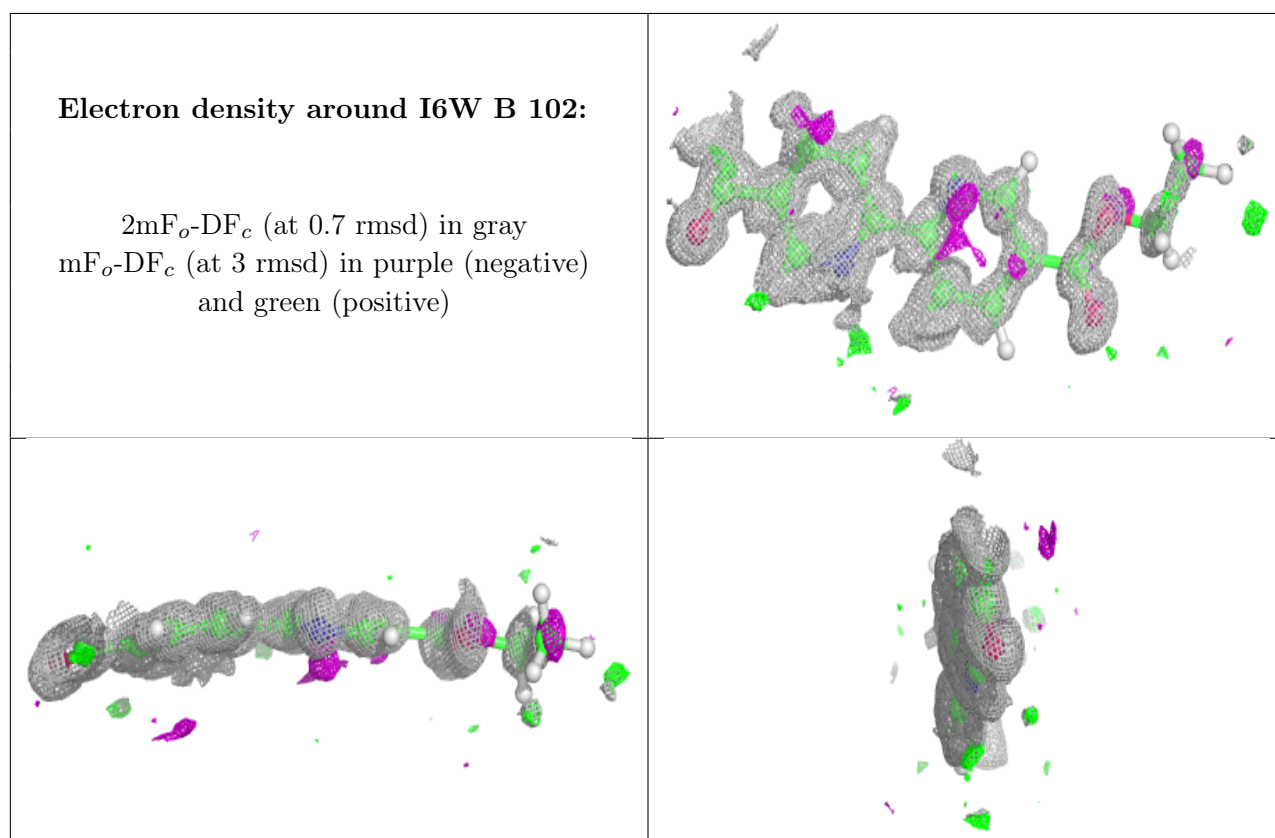 Electron density around I6W B 102:
2mFo-DFc (at 0.7 rmsd) in gray
mFo-DFc (at 3 rmsd) in purple (negative)
and green (positive)